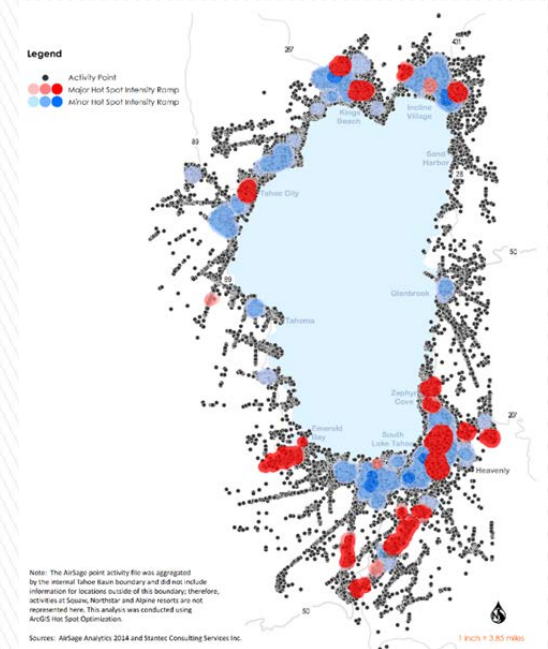 267
431
Legend
Activity Point
Major Hot Spot Intensity Ramp
Minor Hot Spot Intensity Ramp
Kings
Beach
Incline
Village
89
Sand
Harbor
28
Tahoe City
50
89
Glenbrook
Tahoma
Zephyr
Cove
207
Emerald
Bay
South
Lake Tahoe
Heavenly
Note: The AirSage point activity file was aggregated
by the internal Tahoe Basin boundary and did not include
information for locations outside of this boundary; therefore,
activities at Squaw, Northstar and Alpine resorts are not
represented here. This analysis was conducted using
ArcGIS Hot Spot Optimization.
50
Sources: AirSage Analytics 2014 and Stantec Consulting Services Inc.
1 inch = 3.85 miles